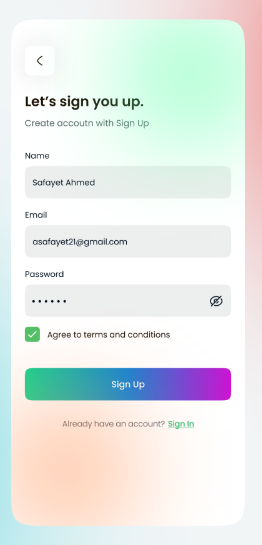 Let's sign you up.
Create accoutn with Sign Up
Name
Safayet Ahmed
Email
asafayet21@gmail.com
Password
••••••
Agree to terms and conditions
Sign Up
Already have an account? Sign In